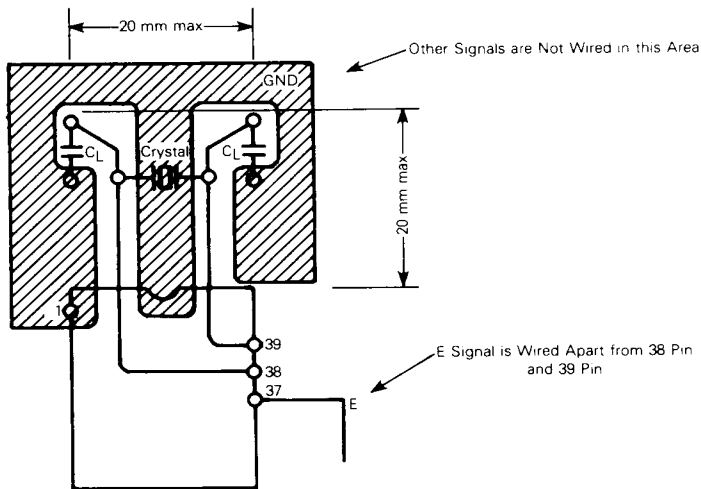 20 mm max
Other Signals are Not Wired in this Area
GND
CL
Crystal
CL
20 mm max
1
39
38
37
E
E Signal is Wired Apart from 38 Pin
and 39 Pin